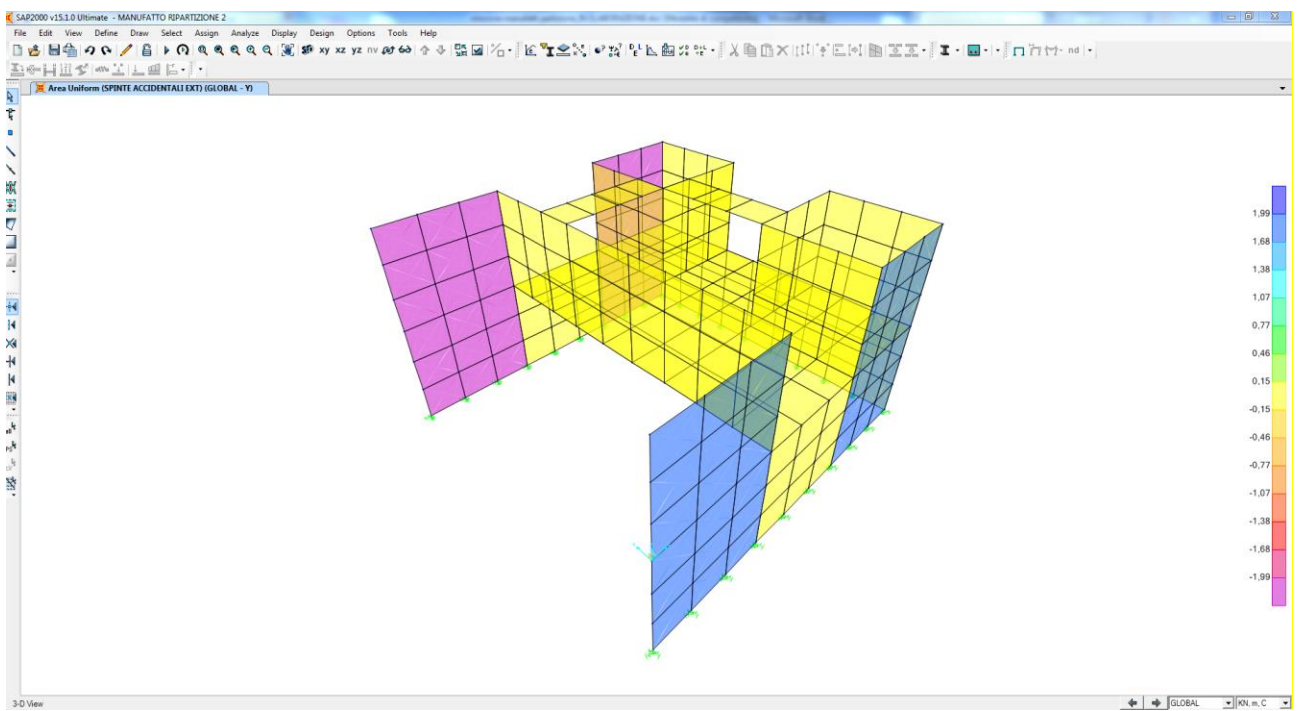 SAP2000 v15.1.0 Ultimate - MANUFATTO RIPARTIZIONE 2
File Edit View Define Draw Select Assign Analyze Display Design Options Tools Help
xy xz yz nv nd
Area Uniform (SPINTE ACCIDENTALI EXT) (GLOBAL - Y)
1,99
1,68
1,38
1,07
0,77
0,46
0,15
-0,15
-0,46
-0,77
-1,07
-1,38
-1,68
-1,99
3-D View GLOBAL KN, m, C